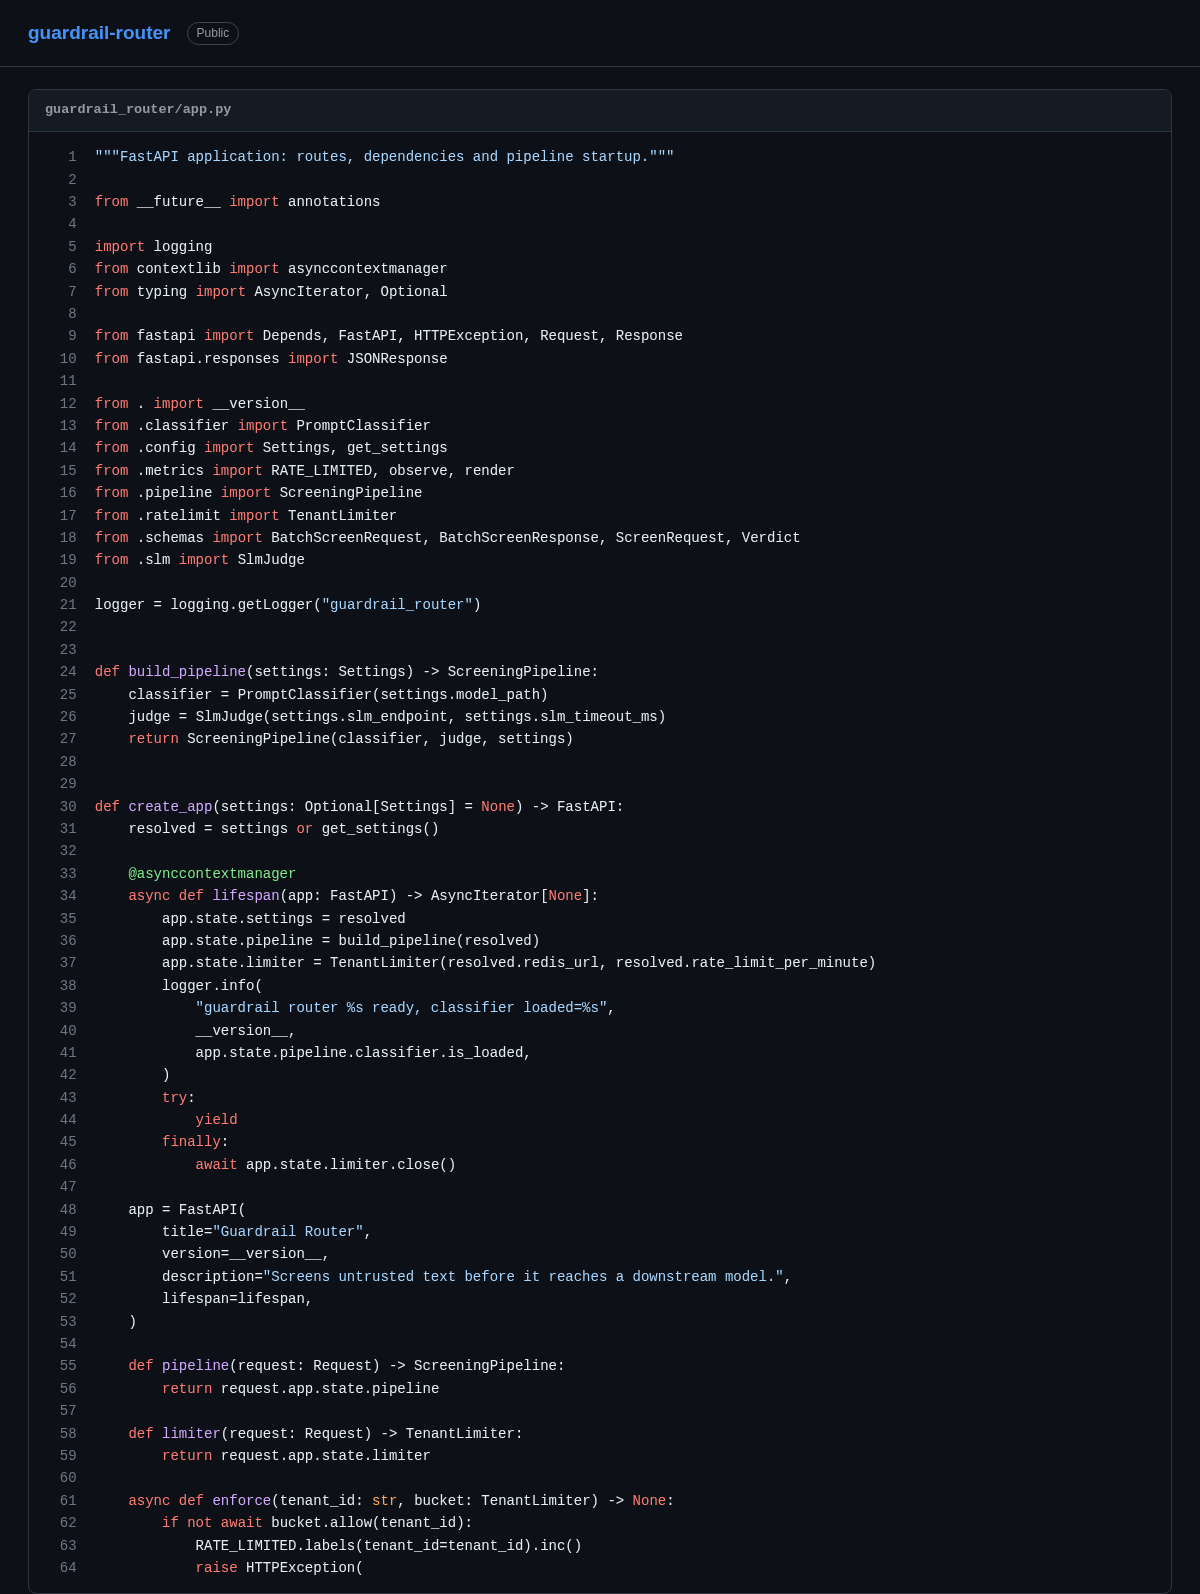 guardrail-router Public
guardrail_router/app.py
1 """FastAPI application: routes, dependencies and pipeline startup."""
2
3 from __future__ import annotations
4
5 import logging
6 from contextlib import asynccontextmanager
7 from typing import AsyncIterator, Optional
8
9 from fastapi import Depends, FastAPI, HTTPException, Request, Response
10 from fastapi.responses import JSONResponse
11
12 from . import __version__
13 from .classifier import PromptClassifier
14 from .config import Settings, get_settings
15 from .metrics import RATE_LIMITED, observe, render
16 from .pipeline import ScreeningPipeline
17 from .ratelimit import TenantLimiter
18 from .schemas import BatchScreenRequest, BatchScreenResponse, ScreenRequest, Verdict
19 from .slm import SlmJudge
20
21 logger = logging.getLogger("guardrail_router")
22
23
24 def build_pipeline(settings: Settings) -> ScreeningPipeline:
25     classifier = PromptClassifier(settings.model_path)
26     judge = SlmJudge(settings.slm_endpoint, settings.slm_timeout_ms)
27     return ScreeningPipeline(classifier, judge, settings)
28
29
30 def create_app(settings: Optional[Settings] = None) -> FastAPI:
31     resolved = settings or get_settings()
32
33     @asynccontextmanager
34     async def lifespan(app: FastAPI) -> AsyncIterator[None]:
35         app.state.settings = resolved
36         app.state.pipeline = build_pipeline(resolved)
37         app.state.limiter = TenantLimiter(resolved.redis_url, resolved.rate_limit_per_minute)
38         logger.info(
39             "guardrail router %s ready, classifier loaded=%s",
40             __version__,
41             app.state.pipeline.classifier.is_loaded,
42         )
43         try:
44             yield
45         finally:
46             await app.state.limiter.close()
47
48     app = FastAPI(
49         title="Guardrail Router",
50         version=__version__,
51         description="Screens untrusted text before it reaches a downstream model.",
52         lifespan=lifespan,
53     )
54
55     def pipeline(request: Request) -> ScreeningPipeline:
56         return request.app.state.pipeline
57
58     def limiter(request: Request) -> TenantLimiter:
59         return request.app.state.limiter
60
61     async def enforce(tenant_id: str, bucket: TenantLimiter) -> None:
62         if not await bucket.allow(tenant_id):
63             RATE_LIMITED.labels(tenant_id=tenant_id).inc()
64             raise HTTPException(